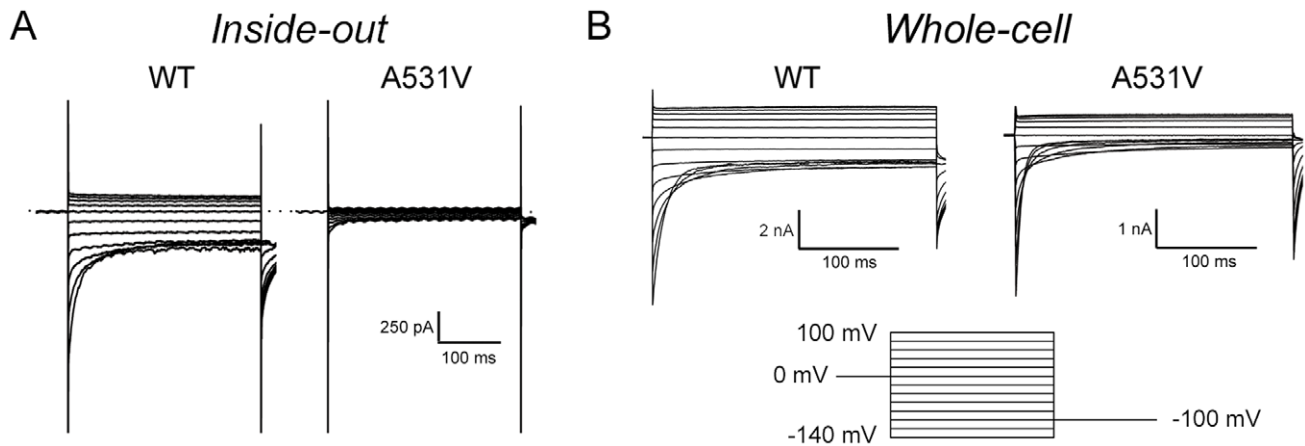 A
Inside-out
WT
A531V
250 pA
100 ms
B
Whole-cell
WT
A531V
2 nA
100 ms
1 nA
100 ms
100 mV
0 mV
-100 mV
-140 mV